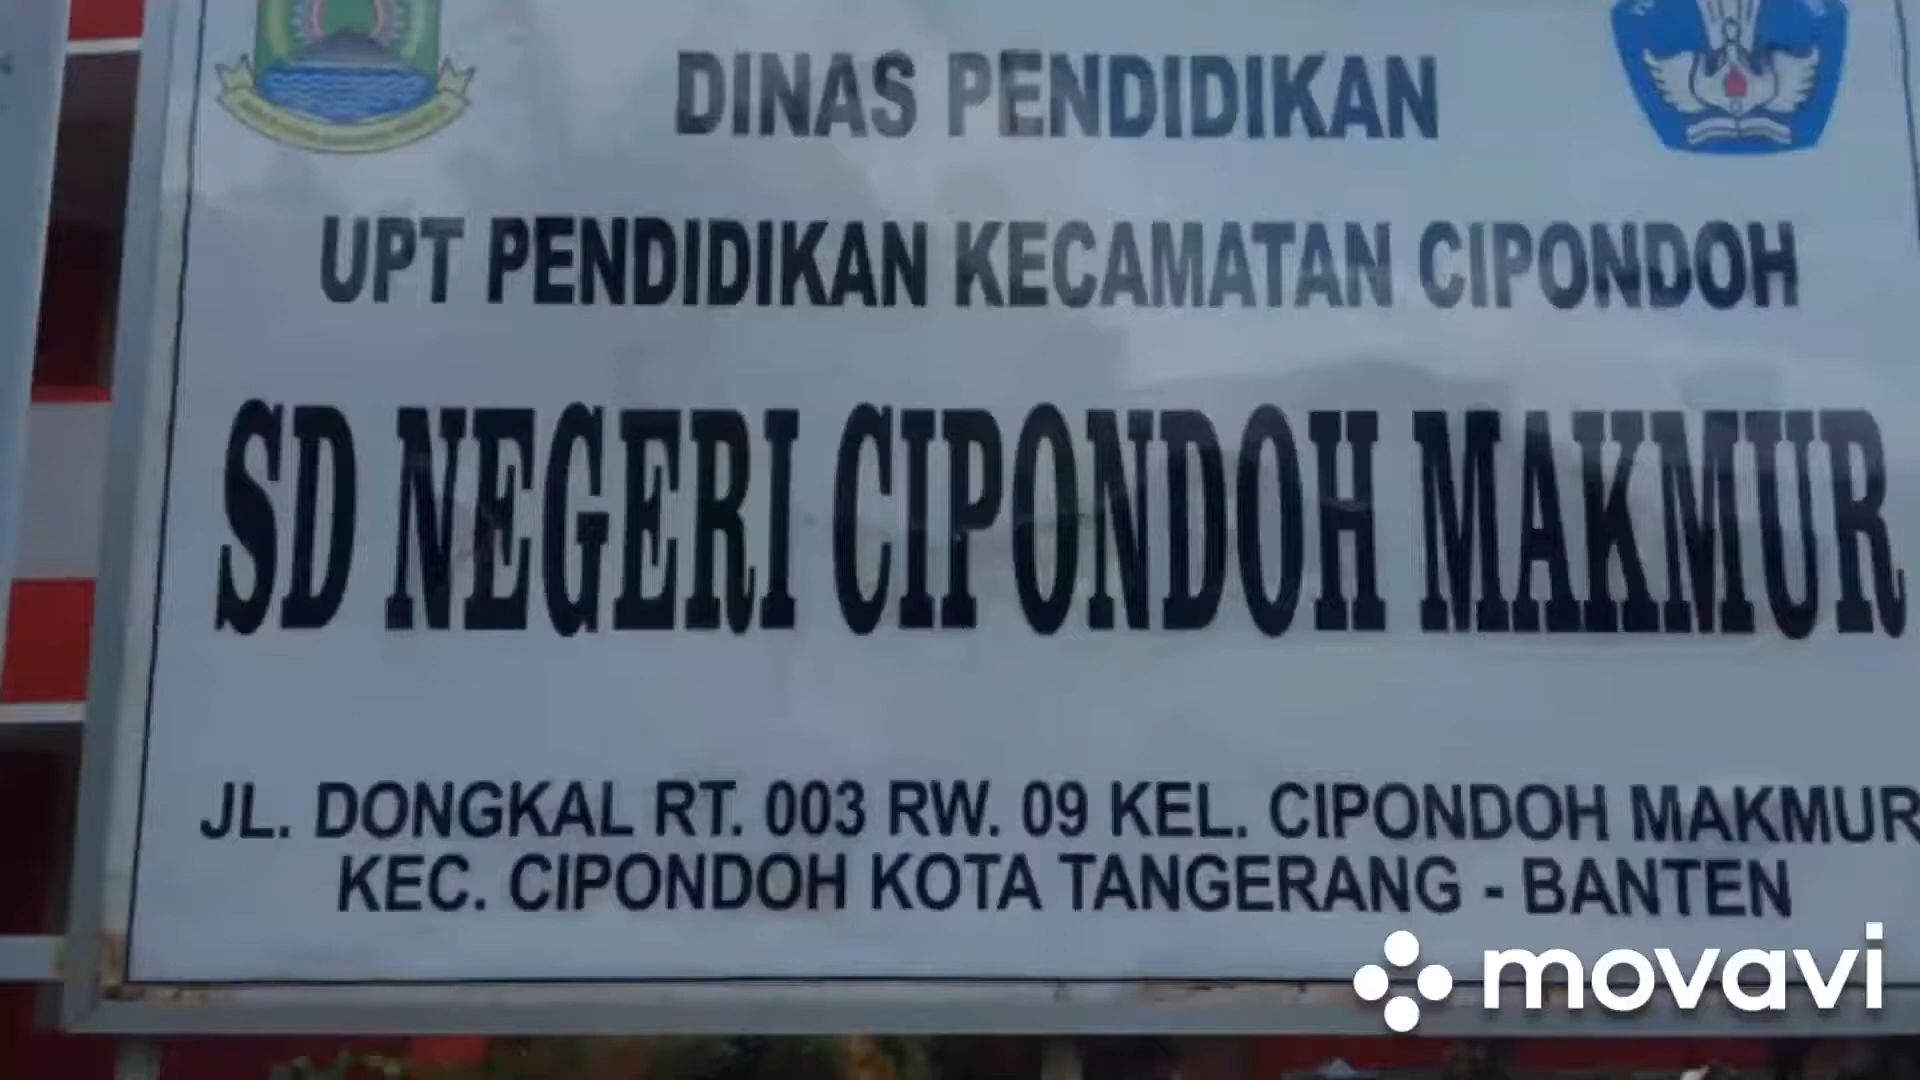 DINAS PENDIDIKAN
UPT PENDIDIKAN KECAMATAN CIPONDOH
SD NEGERI CIPONDOH MAKMUR
JL. DONGKAL RT. 003 RW. 09 KEL. CIPONDOH MAKMUR
KEC. CIPONDOH KOTA TANGERANG - BANTEN
movavi